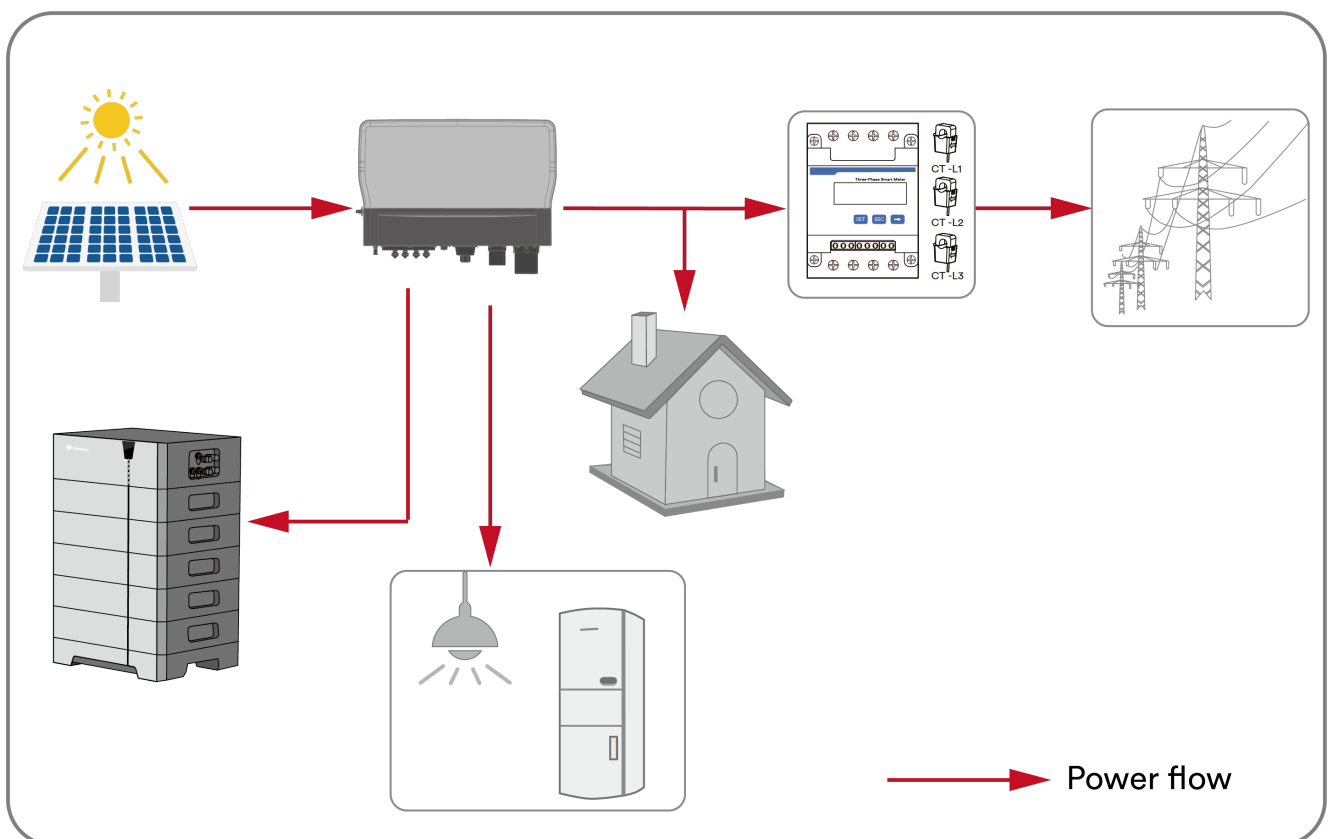 CT -L1
Three-Phase Smart Meter
SET ESC
CT -L2
CT -L3
Power flow